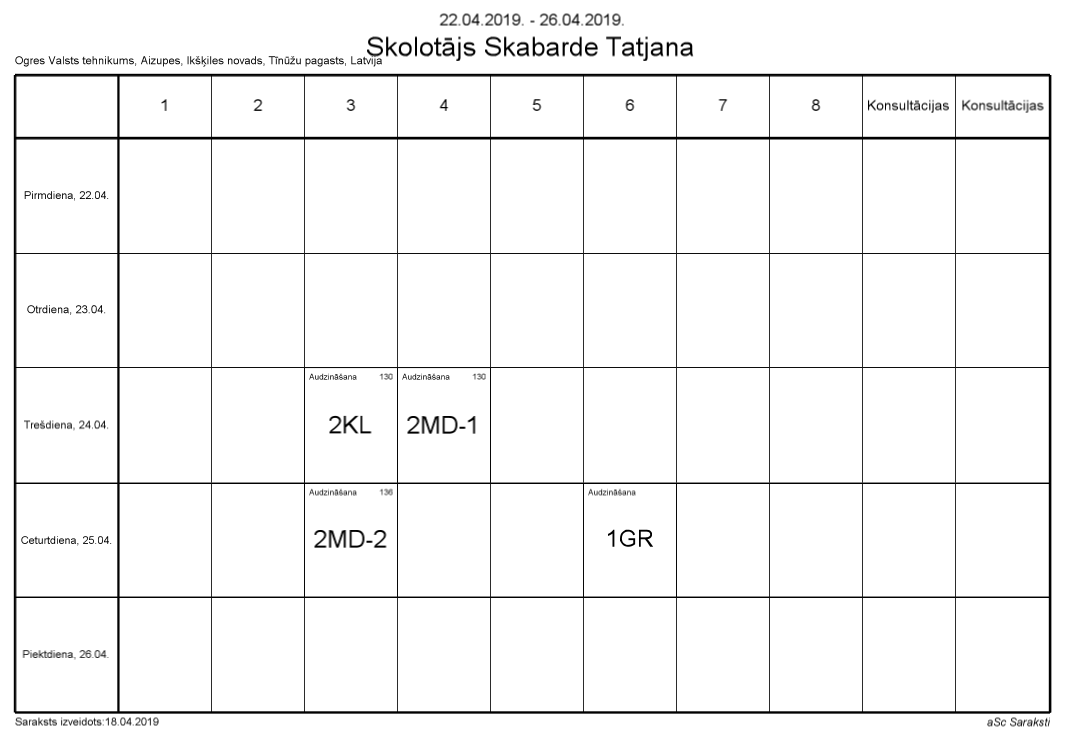 22.04.2019. - 26.04.2019.
Skolotājs Skabarde Tatjana
Ogres Valsts tehnikums, Aizupes, Ikšķiles novads, Tīnūžu pagasts, Latvija
1 2 3 4 5 6 7 8 Konsultācijas Konsultācijas
Pirmdiena, 22.04.
Otrdiena, 23.04.
Audzināšana 130 Audzināšana 130
Trešdiena, 24.04. 2KL 2MD-1
Audzināšana 136 Audzināšana
Ceturtdiena, 25.04. 2MD-2 1GR
Piektdiena, 26.04.
Saraksts izveidots:18.04.2019 aSc Saraksti